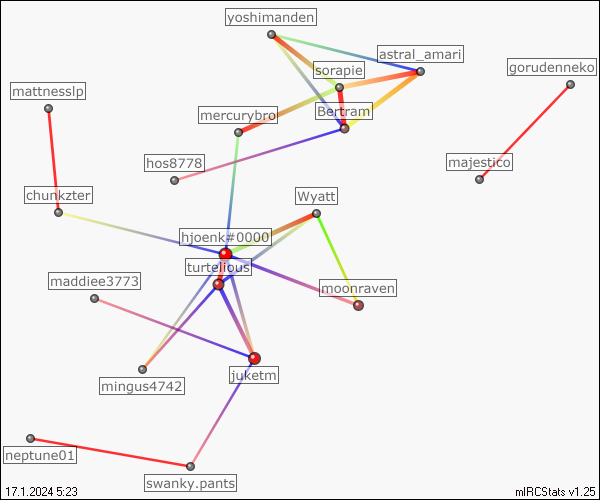 yoshimanden
astral_amari
sorapie
gorudenneko
mattnesslp
Bertram
mercurybro
hos8778
majestico
chunkzter
Wyatt
hjoenk#0000
turtelious
maddiee3773
moonraven
juketm
mingus4742
neptune01
swanky.pants
17.1.2024 5:23
mIRCStats v1.25